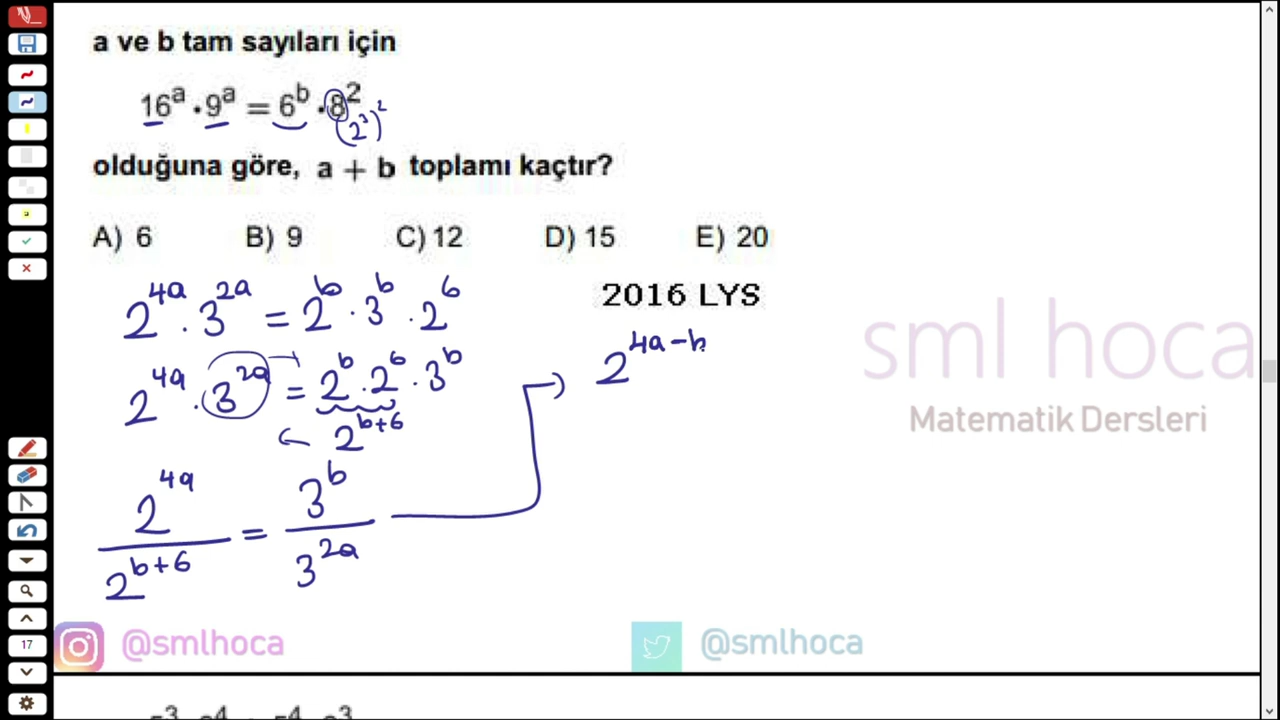 a ve b tam sayıları için
16^a · 9^a = 6^b · 8^2
(2^3)^2
olduğuna göre, a + b toplamı kaçtır?
A) 6 B) 9 C) 12 D) 15 E) 20
2016 LYS
2^4a · 3^2a = 2^b · 3^b · 2^6
2^4a · 3^2a = 2^b · 2^6 · 3^b
2^b+6
2^4a / 2^b+6 = 3^b / 3^2a
2^4a-b
sml hoca
Matematik Dersleri
@smlhoca
@smlhoca
17